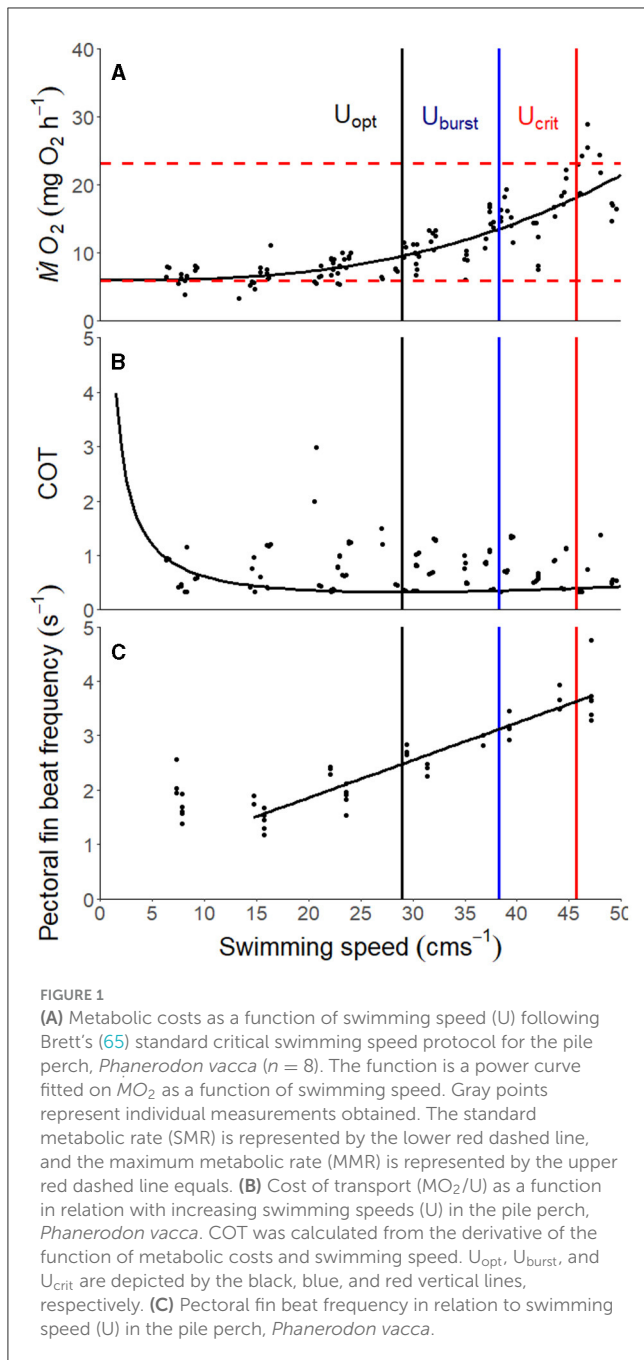 A
U_opt U_burst U_crit
ṀO₂ (mg O₂ h⁻¹)
40
30
20
10
0
B
COT
5
4
3
2
1
0
C
Pectoral fin beat frequency (s⁻¹)
5
4
3
2
1
0
0 5 10 15 20 25 30 35 40 45 50
Swimming speed (cms⁻¹)
FIGURE 1
(A) Metabolic costs as a function of swimming speed (U) following
Brett's (65) standard critical swimming speed protocol for the pile
perch, Phanerodon vacca (n = 8). The function is a power curve
fitted on ṀO₂ as a function of swimming speed. Gray points
represent individual measurements obtained. The standard
metabolic rate (SMR) is represented by the lower red dashed line,
and the maximum metabolic rate (MMR) is represented by the upper
red dashed line equals. (B) Cost of transport (MO₂/U) as a function
in relation with increasing swimming speeds (U) in the pile perch,
Phanerodon vacca. COT was calculated from the derivative of the
function of metabolic costs and swimming speed. U_opt, U_burst, and
U_crit are depicted by the black, blue, and red vertical lines,
respectively. (C) Pectoral fin beat frequency in relation to swimming
speed (U) in the pile perch, Phanerodon vacca.